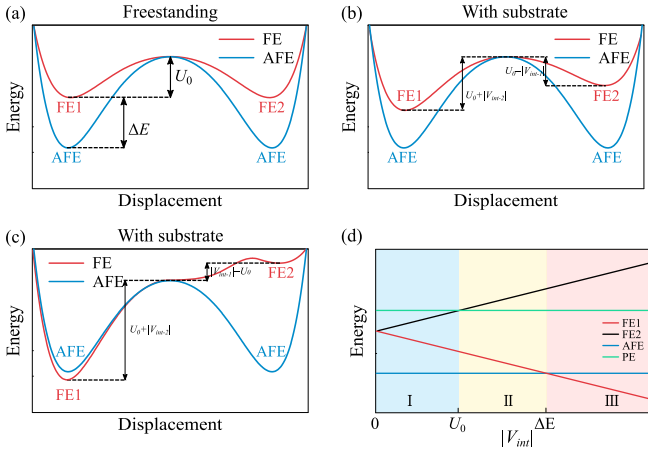 (a)
Freestanding
FE
AFE
U₀
FE1
FE2
ΔE
AFE
AFE
Energy
Displacement
(b)
With substrate
FE
AFE
U₀-|Vint-1|
U₀+|Vint-2|
FE1
FE2
AFE
AFE
Energy
Displacement
(c)
With substrate
FE
AFE
FE2
|Vint-1|-U₀
U₀+|Vint-2|
AFE
AFE
FE1
Energy
Displacement
(d)
FE1
FE2
AFE
PE
I
II
III
Energy
0
U₀
ΔE
|Vint|